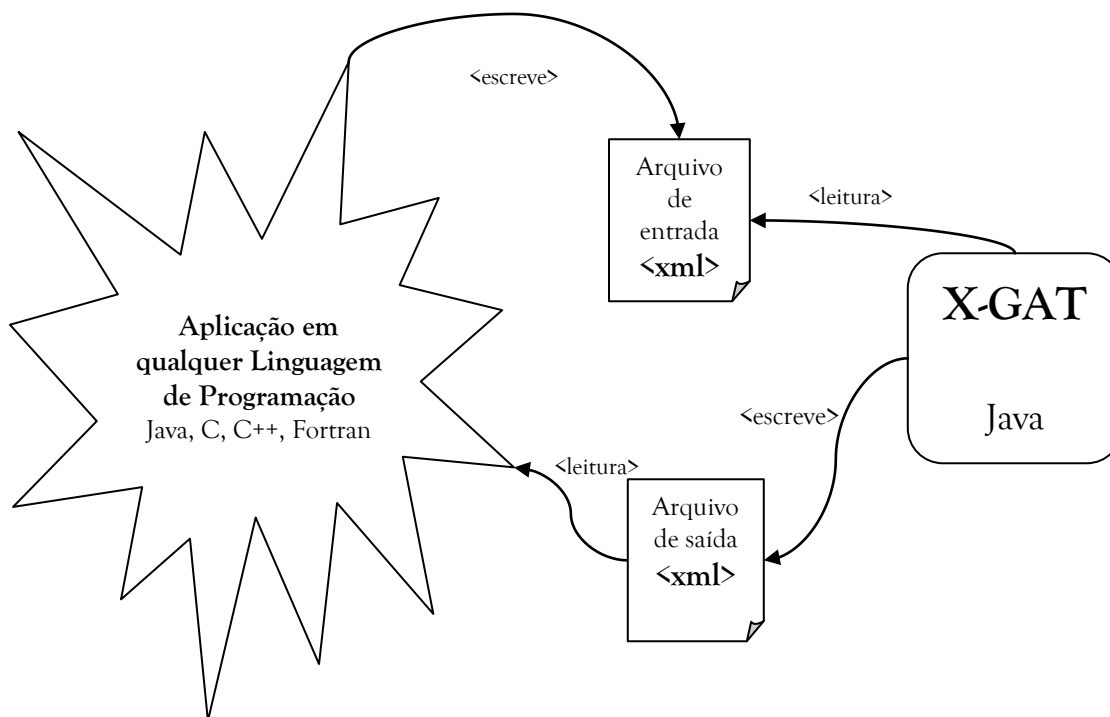 <escreve>
Arquivo
de
entrada
<xml>
<leitura>
X-GAT
Java
Aplicação em
qualquer Linguagem
de Programação
Java, C, C++, Fortran
<escreve>
<leitura>
Arquivo
de saída
<xml>